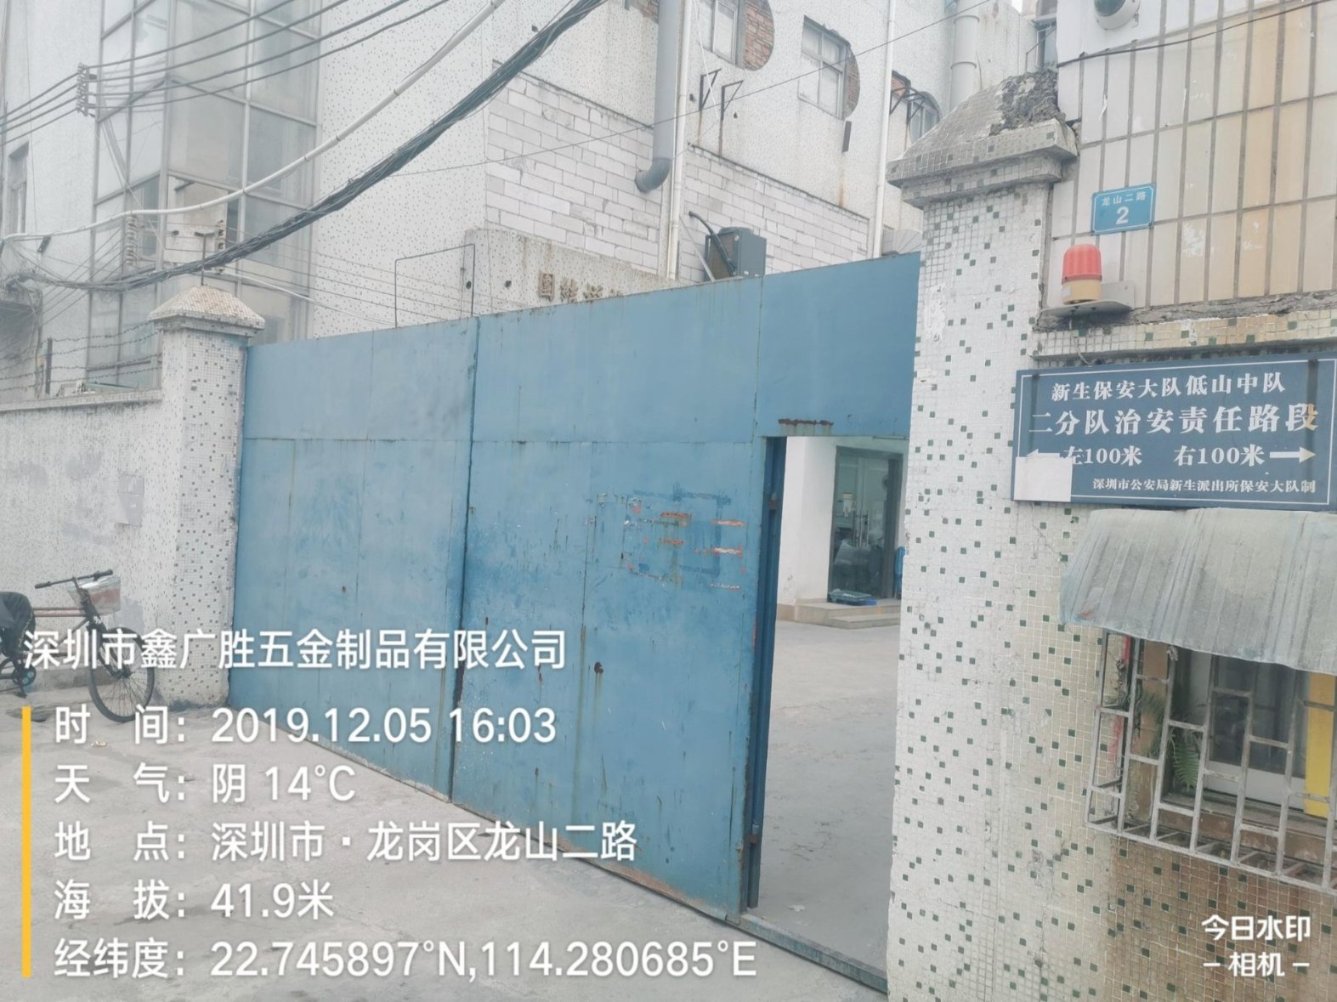 龙山二路
2
新生保安大队低山中队
二分队治安责任路段
左100米 右100米
深圳市公安局新生派出所保安大队制
深圳市鑫广胜五金制品有限公司
时 间：2019.12.05 16:03
天 气：阴 14℃
地 点：深圳市·龙岗区龙山二路
海 拔：41.9米
经纬度：22.745897°N,114.280685°E
今日水印
相机